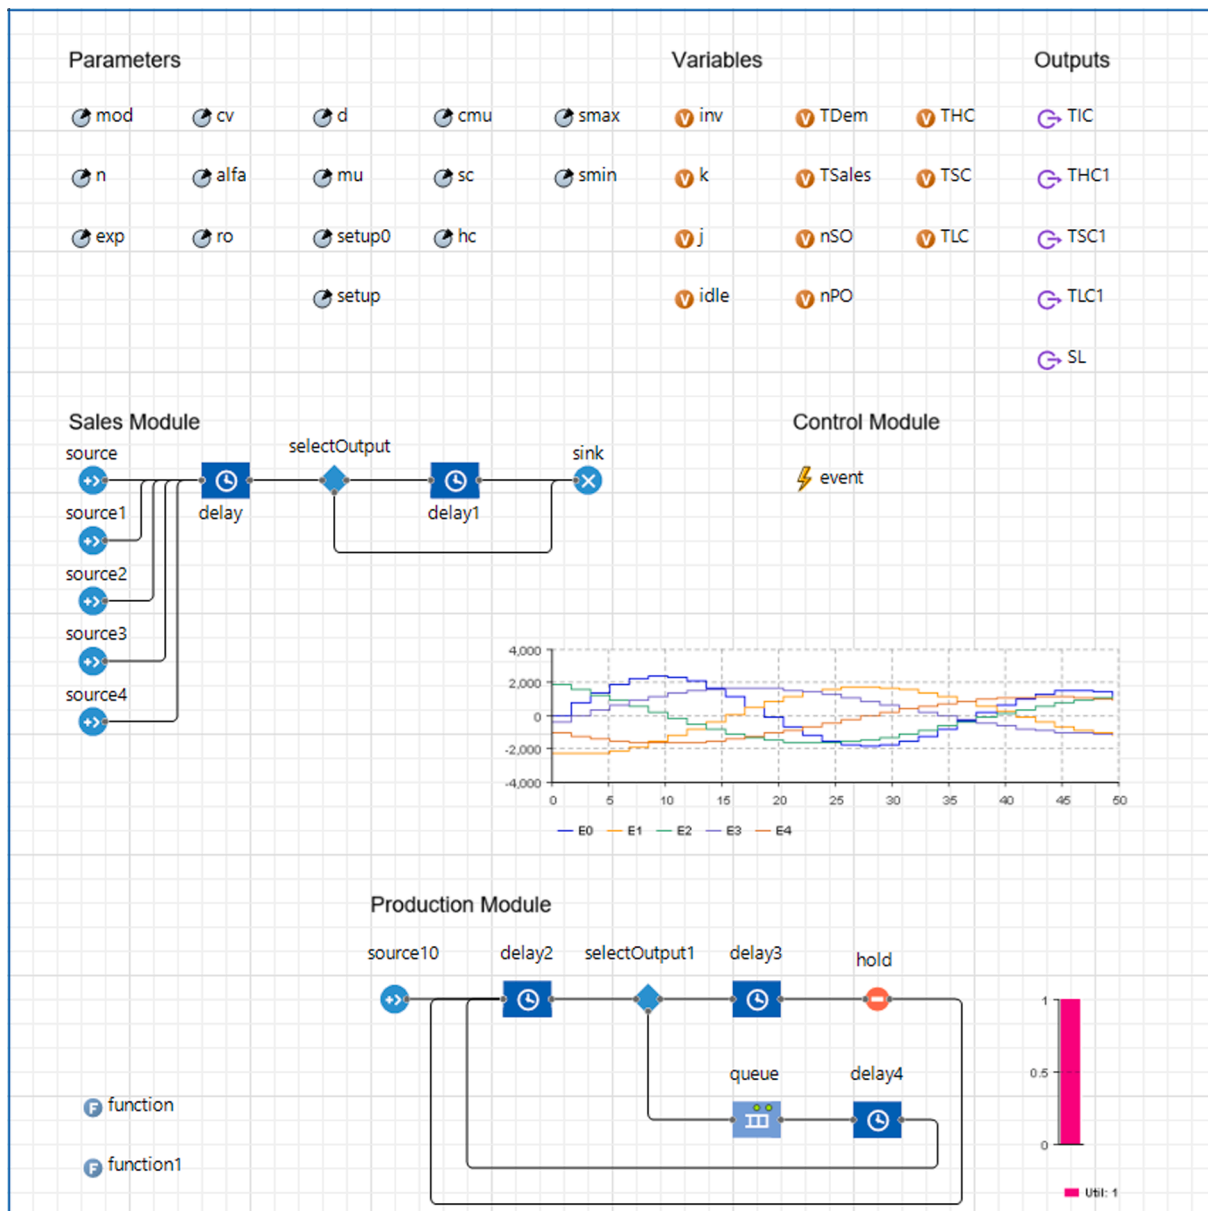 Parameters Variables Outputs
mod cv d cmu smax inv TDem THC TIC
n alfa mu sc smin k TSales TSC THC1
exp ro setup0 hc j nSO TLC TSC1
setup idle nPO TLC1
SL
Sales Module Control Module
source selectOutput sink
event
source1 delay delay1
source2
source3
source4
4,000
2,000
0
-2,000
-4,000
0 5 10 15 20 25 30 35 40 45 50
E0 E1 E2 E3 E4
Production Module
source10 delay2 selectOutput1 delay3 hold
1
0.5
0
queue delay4
function
function1
Util: 1